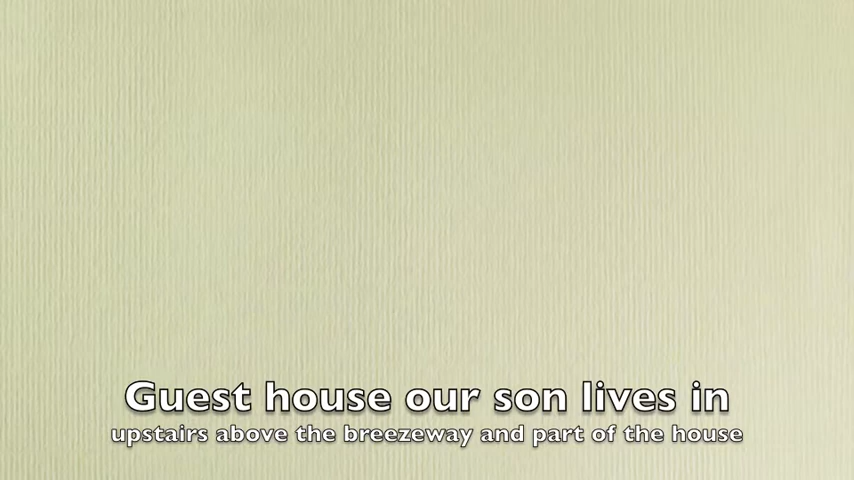 Guest house our son lives in
upstairs above the breezeway and part of the house